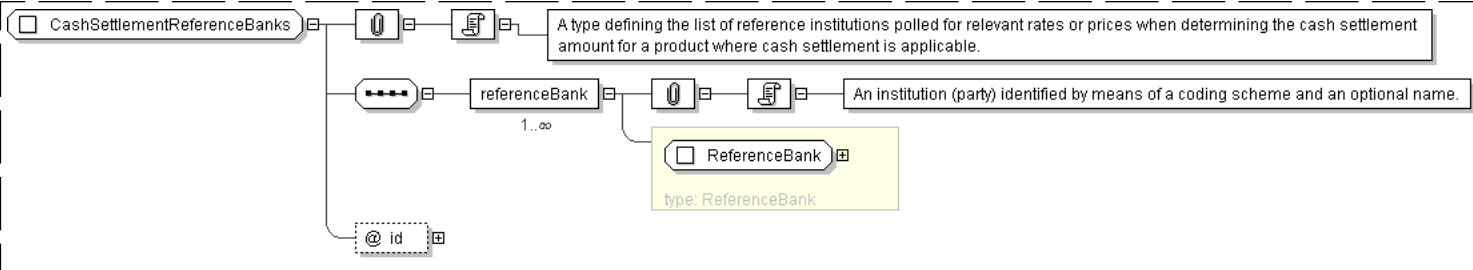 CashSettlementReferenceBanks
A type defining the list of reference institutions polled for relevant rates or prices when determining the cash settlement
amount for a product where cash settlement is applicable.
referenceBank
An institution (party) identified by means of a coding scheme and an optional name.
1..∞
ReferenceBank
type: ReferenceBank
@ id